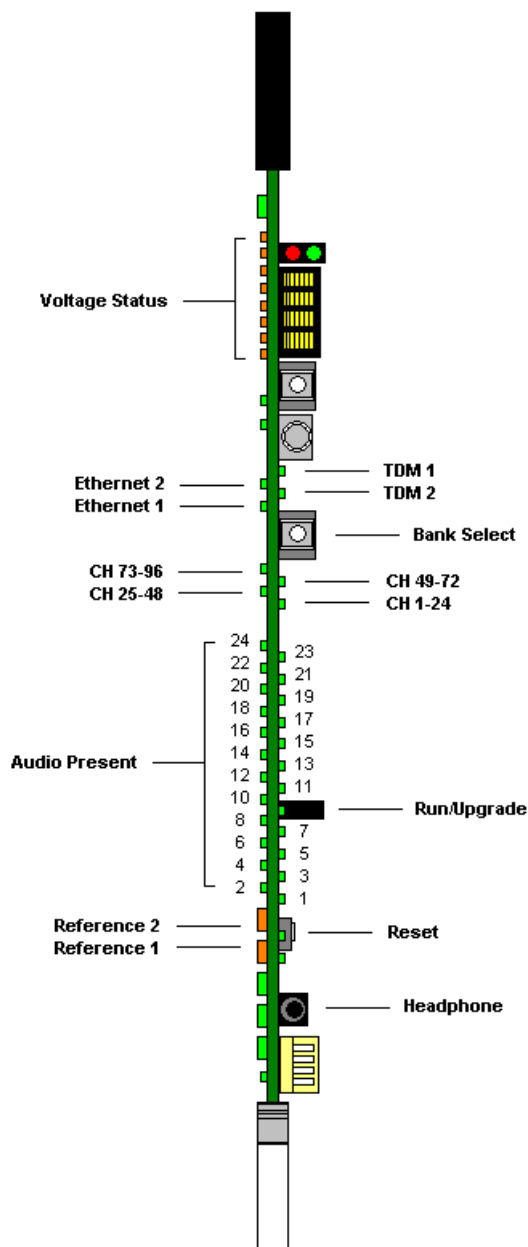 Voltage Status
TDM 1
Ethernet 2
TDM 2
Ethernet 1
Bank Select
CH 73-96
CH 49-72
CH 25-48
CH 1-24
24
23
22
21
20
19
18
17
16
15
Audio Present
14
13
12
11
10
Run/Upgrade
8
7
6
5
4
3
2
1
Reference 2
Reset
Reference 1
Headphone